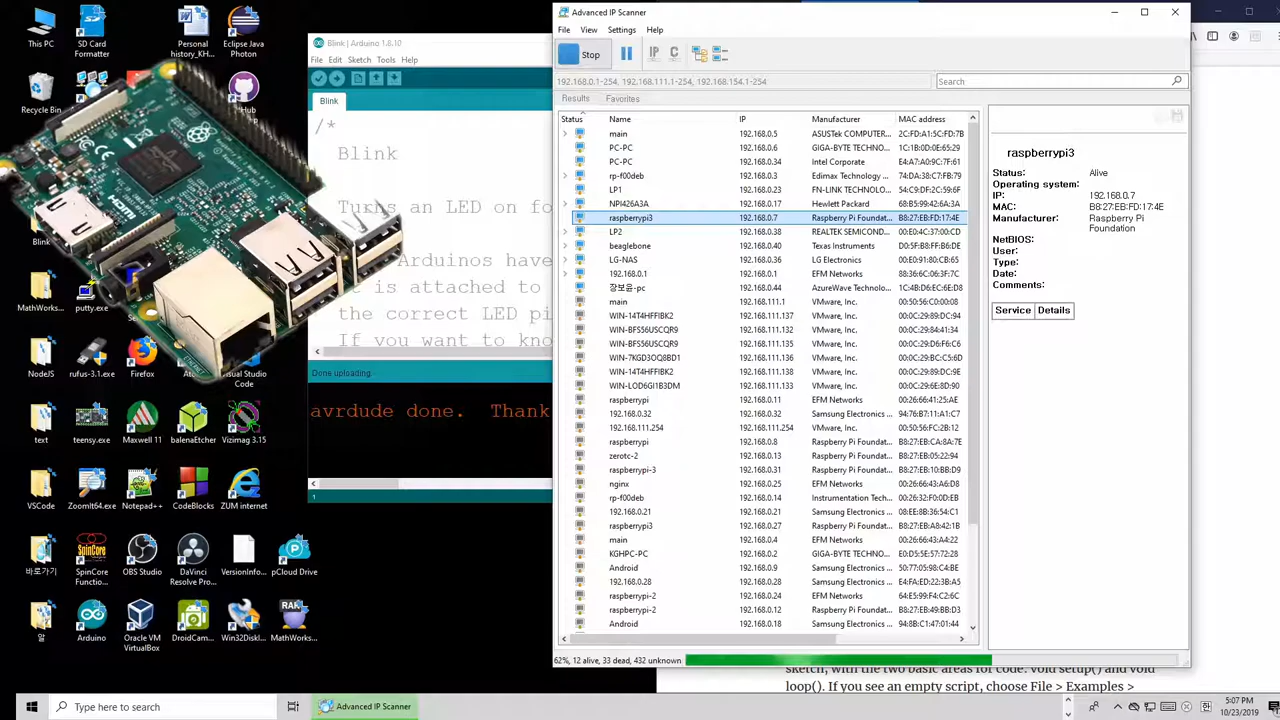 This PC
SD Card
Formatter
Personal
history_KH...
Eclipse Java
Photon
Recycle Bin
Blink
MathWorks...
putty.exe
NodeJS
rufus-3.1.exe
Firefox
Visual Studio
Code
text
teensy.exe
Maxwell 11
balenaEtcher
Vizimag 3.15
VSCode
ZoomIt64.exe
Notepad++
CodeBlocks
ZUM internet
바로가기
SpinCore
Functio...
OBS Studio
DaVinci
Resolve Pro...
VersionInfo...
pCloud Drive
알
Arduino
Oracle VM
VirtualBox
DroidCam...
Win32Diskl...
MathWorks...
Blink | Arduino 1.8.10
File Edit Sketch Tools Help
Blink
/*
Blink
Turns an LED on fo
Arduinos have
is attached to
the correct LED pi
If you want to kno
Done uploading.
avrdude done. Thank
1
Advanced IP Scanner
File View Settings Help
Stop
IP C
192.168.0.1-254, 192.168.111.1-254, 192.168.154.1-254
Search
Results Favorites
Status Name IP Manufacturer MAC address
main 192.168.0.5 ASUSTek COMPUTER... 2C:FD:A1:5C:FD:7B
PC-PC 192.168.0.6 GIGA-BYTE TECHNO... 1C:1B:0D:0E:65:29
PC-PC 192.168.0.34 Intel Corporate E4:A7:A0:9C:7F:61
rp-f00deb 192.168.0.3 Edimax Technology ... 74:DA:38:C7:FB:79
LP1 192.168.0.23 FN-LINK TECHNOL... 54:C9:DF:2C:59:6F
NPI426A3A 192.168.0.17 Hewlett Packard 68:B5:99:42:6A:3A
raspberrypi3 192.168.0.7 Raspberry Pi Foundat... B8:27:EB:FD:17:4E
LP2 192.168.0.38 REALTEK SEMICOND... 00:E0:4C:37:00:CD
beaglebone 192.168.0.40 Texas Instruments D0:5F:B8:FF:B6:DE
LG-NAS 192.168.0.36 LG Electronics 00:E0:91:80:CB:65
192.168.0.1 192.168.0.1 EFM Networks 88:36:6C:06:3F:7C
장보윤-pc 192.168.0.44 AzureWave Technolo... 1C:4B:D6:EC:6E:D8
main 192.168.111.1 VMware, Inc. 00:50:56:C0:00:08
WIN-14T4HFFIBK2 192.168.111.137 VMware, Inc. 00:0C:29:89:DC:94
WIN-BFS56USCQR9 192.168.111.132 VMware, Inc. 00:0C:29:84:41:34
WIN-BFS56USCQR9 192.168.111.135 VMware, Inc. 00:0C:29:D6:F6:C6
WIN-7KGD3OQ8BD1 192.168.111.136 VMware, Inc. 00:0C:29:BC:C5:6D
WIN-14T4HFFIBK2 192.168.111.138 VMware, Inc. 00:0C:29:89:DC:9E
WIN-LOD6GI1B3DM 192.168.111.133 VMware, Inc. 00:0C:29:6E:8D:90
raspberrypi 192.168.0.11 EFM Networks 00:26:66:41:25:AE
192.168.0.32 192.168.0.32 Samsung Electronics ... 94:76:B7:11:A1:C7
192.168.111.254 192.168.111.254 VMware, Inc. 00:50:56:FC:2B:12
raspberrypi 192.168.0.8 Raspberry Pi Foundat... B8:27:EB:CA:8A:7E
zerotc-2 192.168.0.13 Raspberry Pi Foundat... B8:27:EB:05:22:94
raspberrypi-3 192.168.0.31 Raspberry Pi Foundat... B8:27:EB:10:BB:D9
nginx 192.168.0.25 EFM Networks 00:26:66:43:A6:D8
rp-f00deb 192.168.0.14 Instrumentation Tech... 00:26:32:F0:0D:EB
192.168.0.21 192.168.0.21 Samsung Electronics ... 08:EE:8B:36:54:C1
raspberrypi3 192.168.0.27 Raspberry Pi Foundat... B8:27:EB:A8:42:1B
main 192.168.0.4 EFM Networks 00:26:66:43:A4:22
KGHPC-PC 192.168.0.2 GIGA-BYTE TECHNO... E0:D5:5E:57:72:28
Android 192.168.0.9 Samsung Electronics ... 50:77:05:98:C4:BE
192.168.0.28 192.168.0.28 Samsung Electronics ... E4:FA:ED:22:3B:A5
raspberrypi-2 192.168.0.24 EFM Networks 64:E5:99:F4:C2:6C
raspberrypi-2 192.168.0.12 Raspberry Pi Foundat... B8:27:EB:49:BB:D3
Android 192.168.0.18 Samsung Electronics ... 94:8B:C1:47:01:44
raspberrypi3
Status: Alive
Operating system:
IP: 192.168.0.7
MAC: B8:27:EB:FD:17:4E
Manufacturer: Raspberry Pi
Foundation
NetBIOS:
User:
Type:
Date:
Comments:
Service Details
62%, 12 alive, 33 dead, 432 unknown
sketch, with the two basic areas for code: void setup() and void
loop(). If you see an empty script, choose File > Examples >
Type here to search
Advanced IP Scanner
5:07 PM
10/23/2019